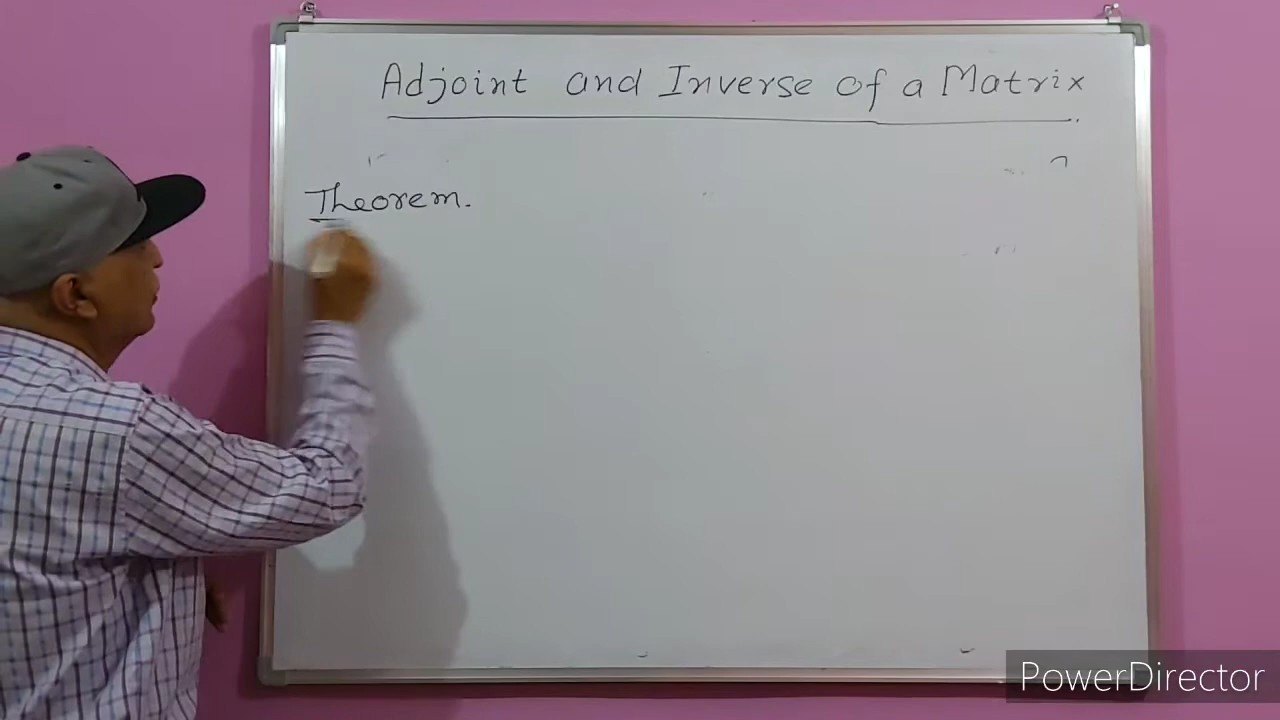 Adjoint and Inverse of a Matrix
Theorem.
PowerDirector